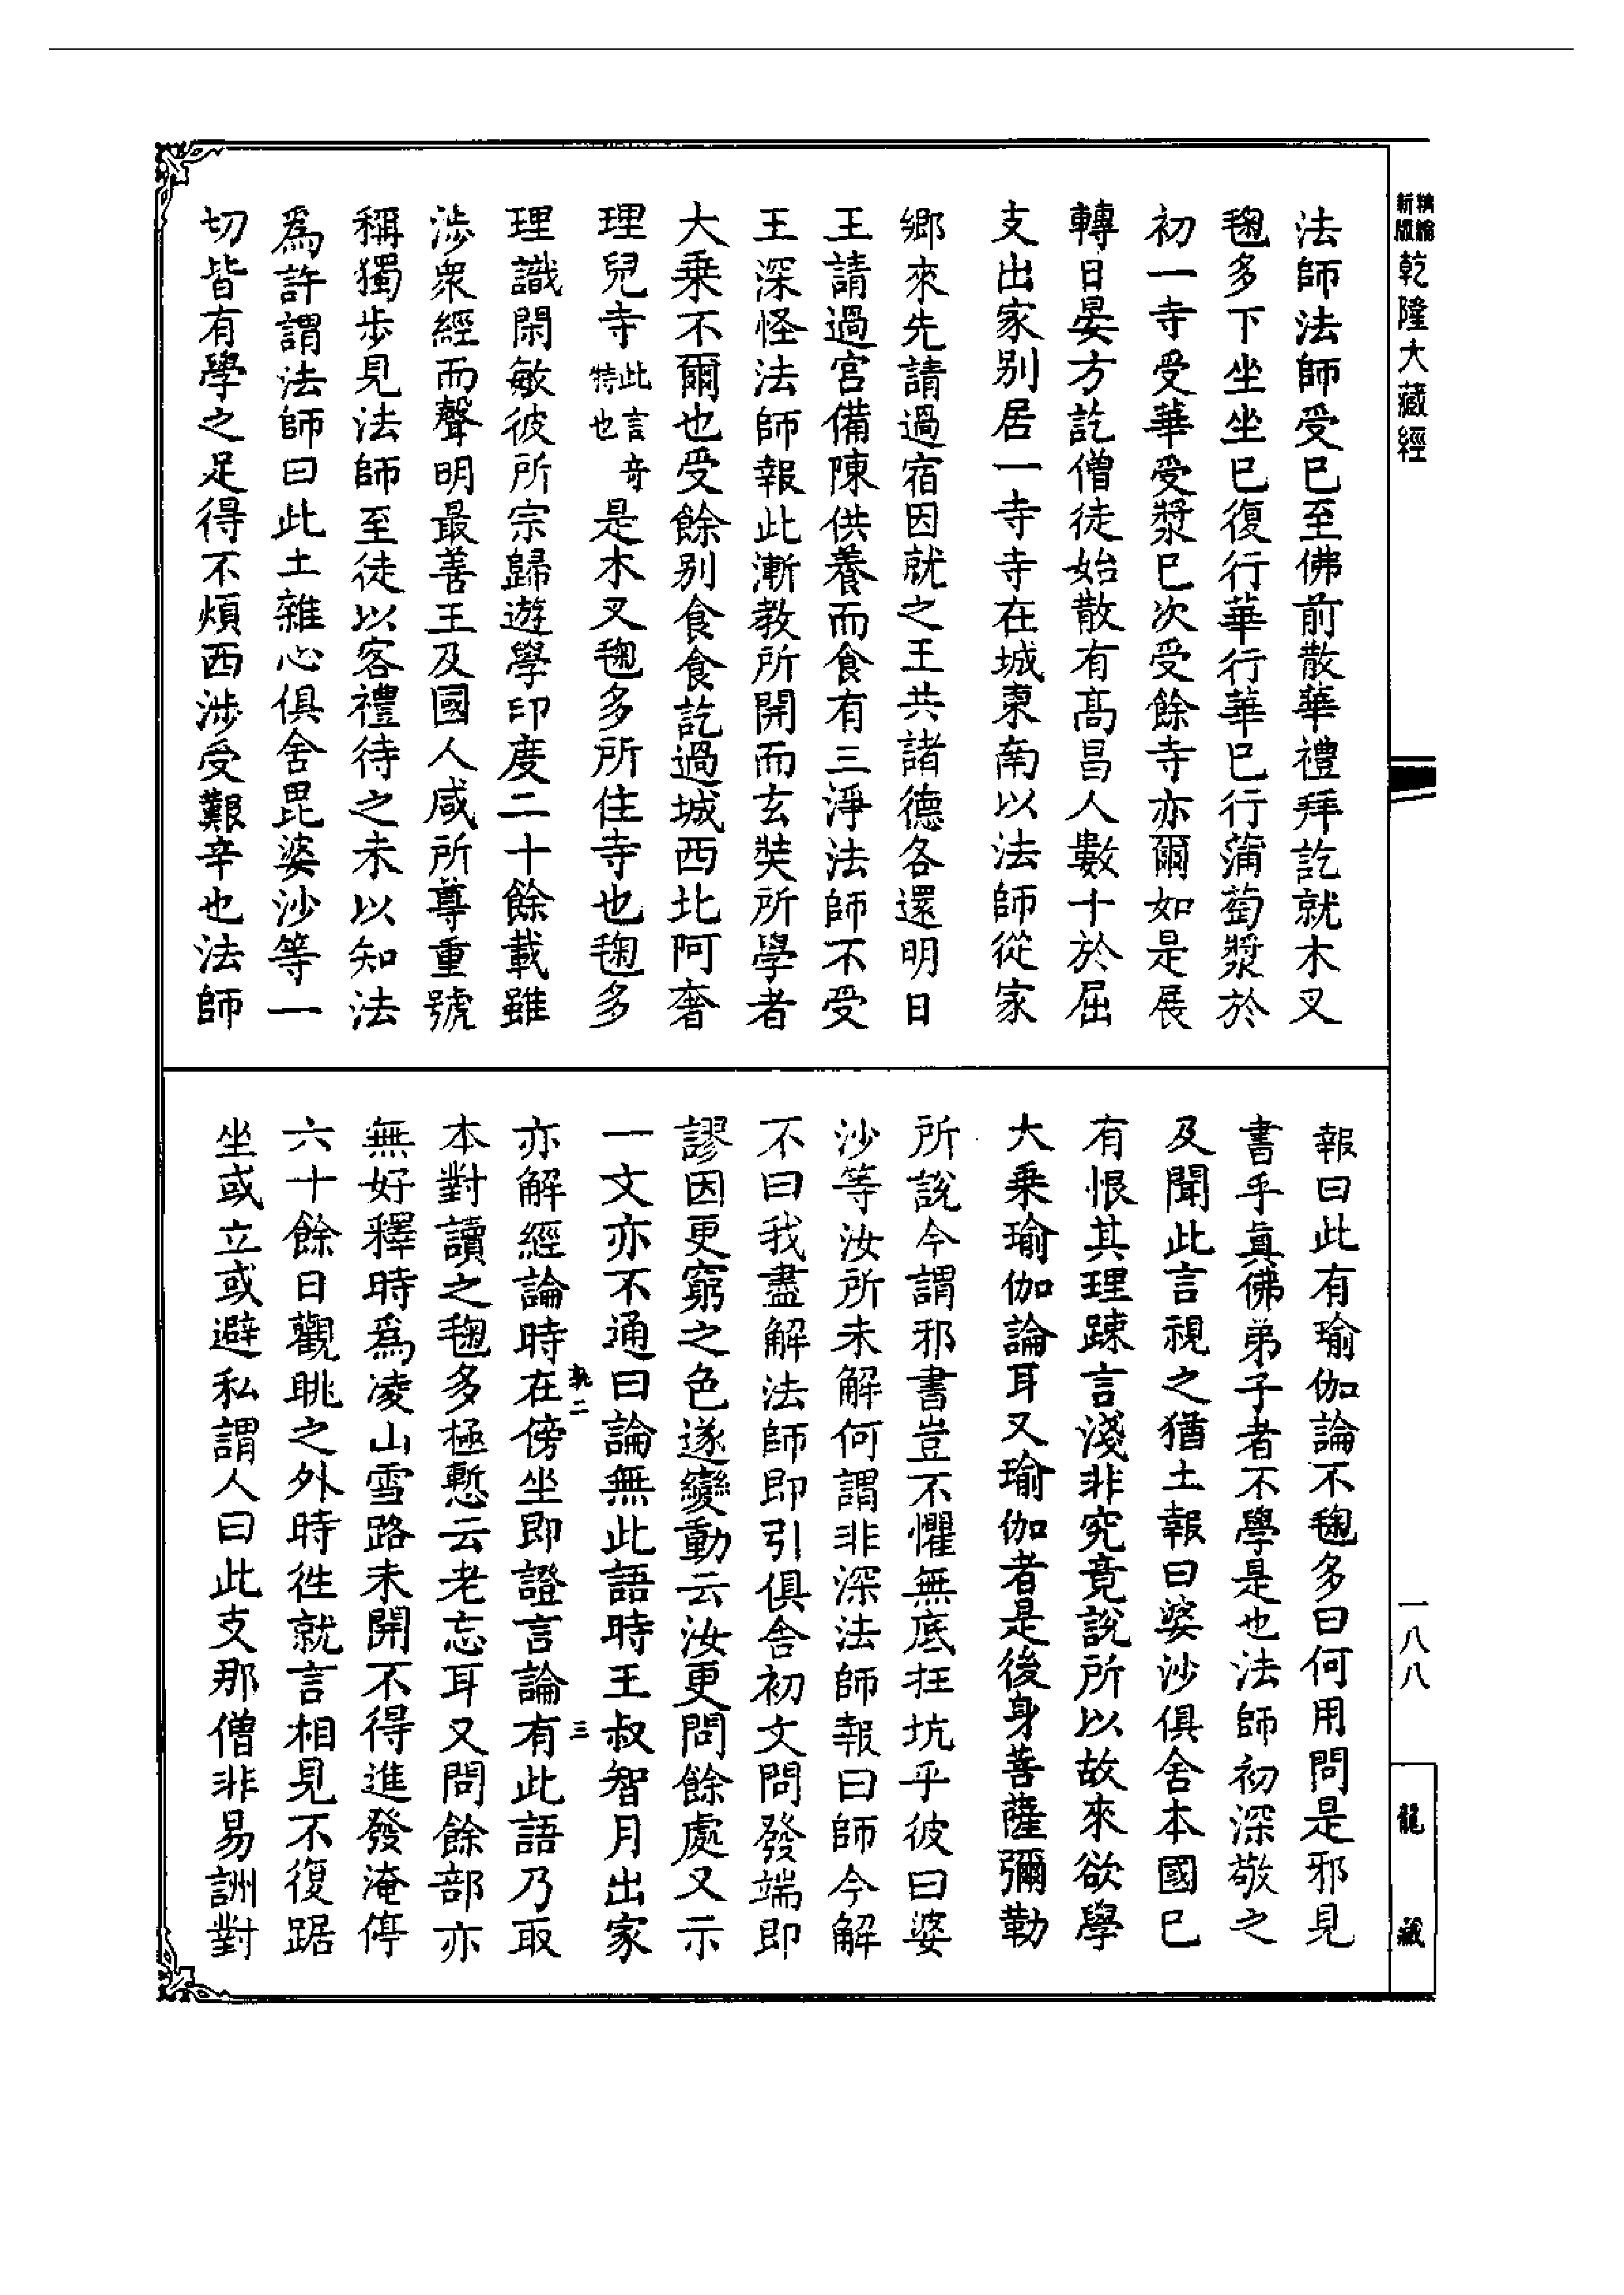 精繪
新版
乾隆大藏經
法師法師受巳至佛前散華禮拜訖就木叉
毱多下坐坐巳復行華行華巳行蒲萄漿於
初一寺受華受漿巳次受餘寺亦爾如是展
轉日晏方訖僧徒始散有高昌人數十於屈
支出家別居一寺寺在城東南以法師從家
鄉來先請過宿因就之王共諸德各還明日
王請過宮備陳供養而食有三淨法師不受
王深怪法師報此漸教所開而玄奘所學者
大乘不爾也受餘別食食訖過城西北阿奢
理兒寺此言奇特也是木叉毱多所住寺也毱多
理識閑敏彼所宗歸遊學印度二十餘載雖
涉衆經而聲明最善王及國人咸所尊重號
稱獨步見法師至徒以客禮待之未以知法
爲許謂法師曰此土雜心俱舍毘婆沙等一
切皆有學之足得不煩西涉受艱辛也法師
報曰此有瑜伽論不毱多曰何用問是邪見
書乎眞佛弟子者不學是也法師初深敬之
及聞此言視之猶土報曰婆沙俱舍本國巳
有恨其理踈言淺非究竟說所以故來欲學
大乘瑜伽論耳又瑜伽者是後身菩薩彌勒
所說今謂邪書豈不懼無底抂坑乎彼曰婆
沙等汝所未解何謂非深法師報曰師今解
不曰我盡解法師即引俱舍初文問發端即
謬因更窮之色遂變動云汝更問餘處又示
一文亦不通曰論無此語時王叔智月出家
亦解經論時在傍坐即證言論有此語乃取
本對讀之毱多極慙云老忘耳又問餘部亦
無好釋時爲凌山雪路未開不得進發淹停
六十餘日觀眺之外時徃就言相見不復踞
坐或立或避私謂人曰此支那僧非易詶對
二
三
一八八
龍藏